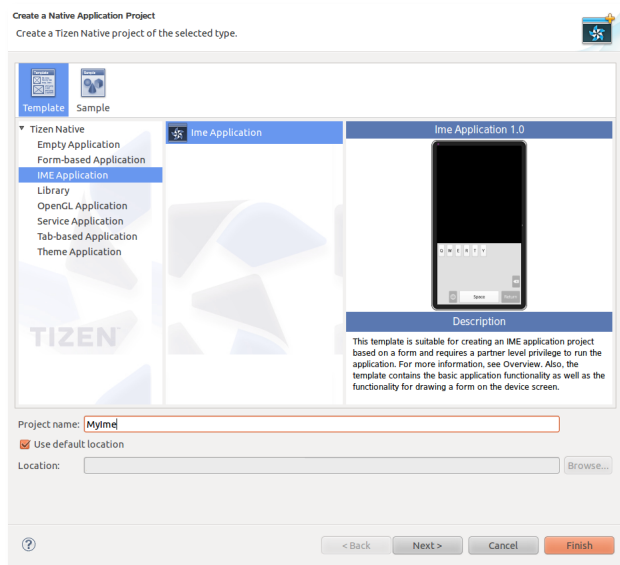 Create a Native Application Project
Create a Tizen Native project of the selected type.
Template
Sample
Tizen Native
Empty Application
Form-based Application
IME Application
Library
OpenGL Application
Service Application
Tab-based Application
Theme Application
TIZEN
Ime Application
Ime Application 1.0
Q W E R T Y
Space
Return
Description
This template is suitable for creating an IME application project
based on a form and requires a partner level privilege to run the
application. For more information, see Overview. Also, the
template contains the basic application functionality as well as the
functionality for drawing a form on the device screen.
Project name: MyIme
Use default location
Location:
Browse...
?
< Back
Next >
Cancel
Finish